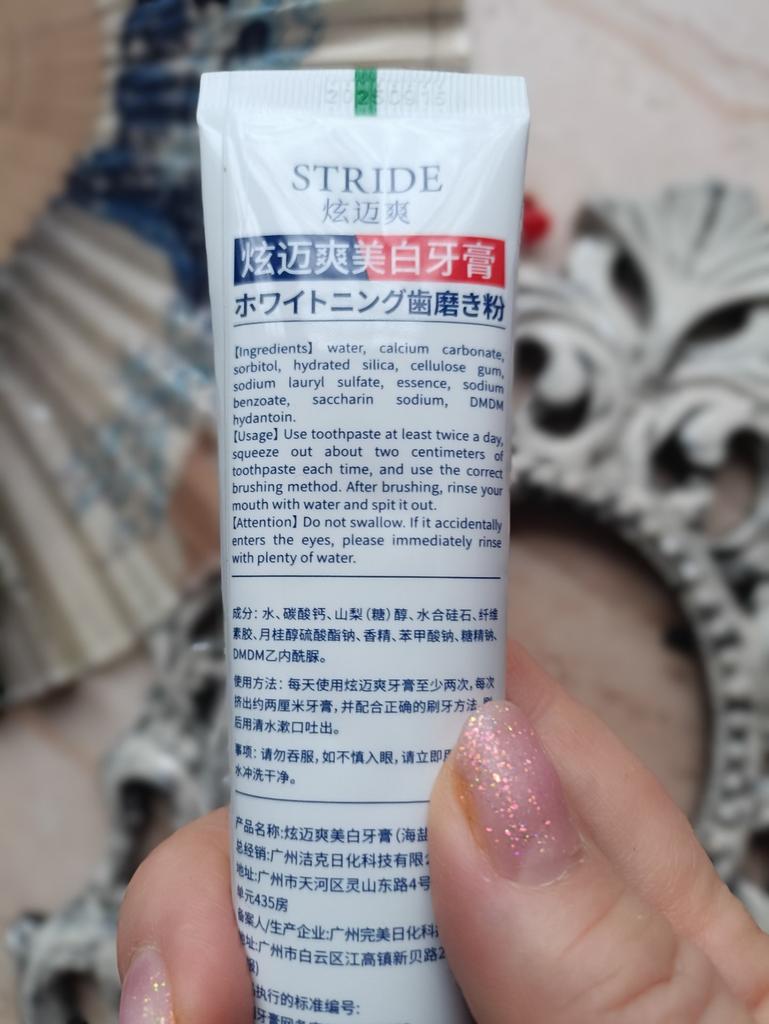 20250915
STRIDE
炫迈爽
炫迈爽美白牙膏
ホワイトニング歯磨き粉
【Ingredients】 water, calcium carbonate,
sorbitol, hydrated silica, cellulose gum,
sodium lauryl sulfate, essence, sodium
benzoate, saccharin sodium, DMDM
hydantoin.
【Usage】 Use toothpaste at least twice a day,
squeeze out about two centimeters of
toothpaste each time, and use the correct
brushing method. After brushing, rinse your
mouth with water and spit it out.
【Attention】 Do not swallow. If it accidentally
enters the eyes, please immediately rinse
with plenty of water.
成分：水、碳酸钙、山梨（糖）醇、水合硅石、纤维
素胶、月桂醇硫酸酯钠、香精、苯甲酸钠、糖精钠、
DMDM乙内酰脲。
使用方法：每天使用炫迈爽牙膏至少两次，每次
挤出约两厘米牙膏，并配合正确的刷牙方法，
后用清水漱口吐出。
事项：请勿吞服，如不慎入眼，请立即
水冲洗干净。
产品名称:炫迈爽美白牙膏（海盐
总经销:广州洁克日化科技有限
地址:广州市天河区灵山东路4号
单元435房
备案人/生产企业:广州完美日化科
地址:广州市白云区江高镇新贝路2
执行的标准编号: